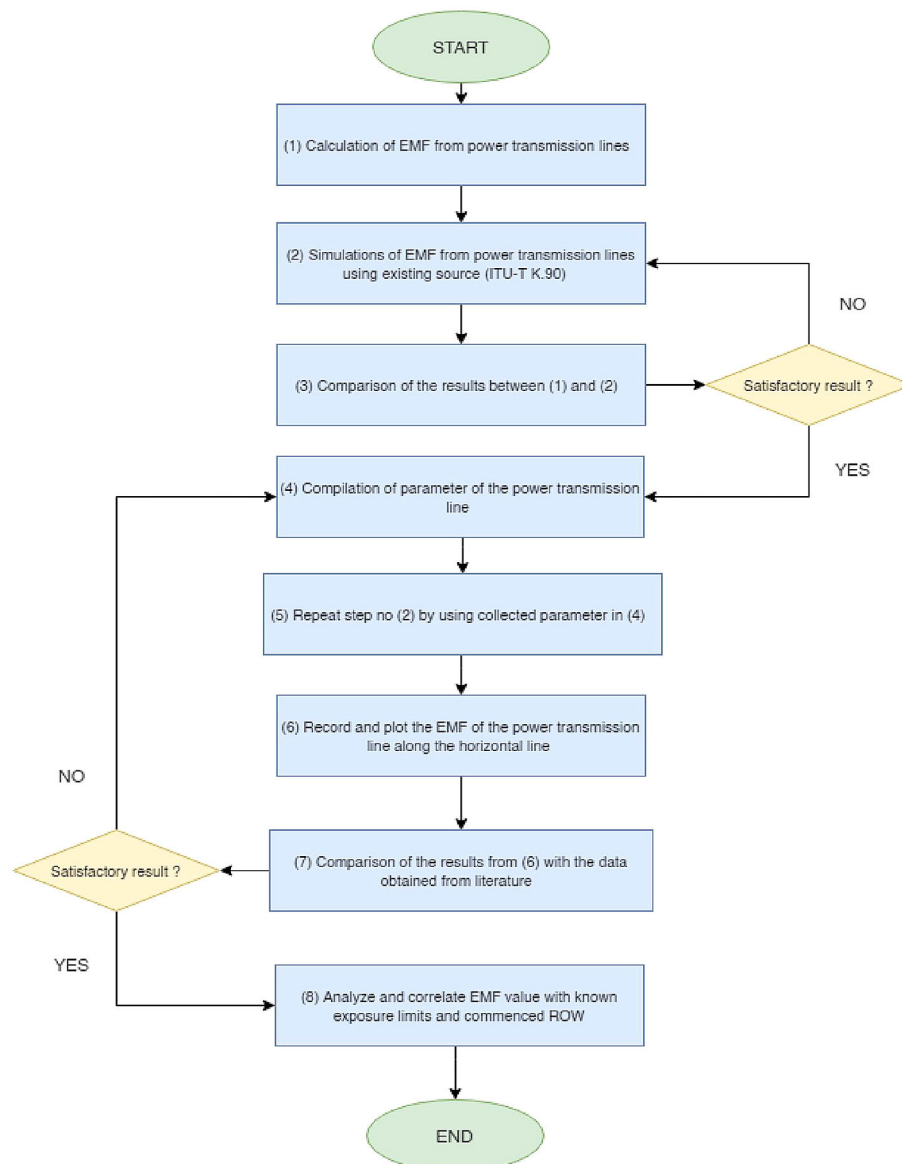 START
(1) Calculation of EMF from power transmission lines
(2) Simulations of EMF from power transmission lines
using existing source (ITU-T K.90)
NO
(3) Comparison of the results between (1) and (2)
Satisfactory result ?
YES
(4) Compilation of parameter of the power transmission
line
(5) Repeat step no (2) by using collected parameter in (4)
(6) Record and plot the EMF of the power transmission
line along the horizontal line
NO
(7) Comparison of the results from (6) with the data
obtained from literature
Satisfactory result ?
YES
(8) Analyze and correlate EMF value with known
exposure limits and commenced ROW
END